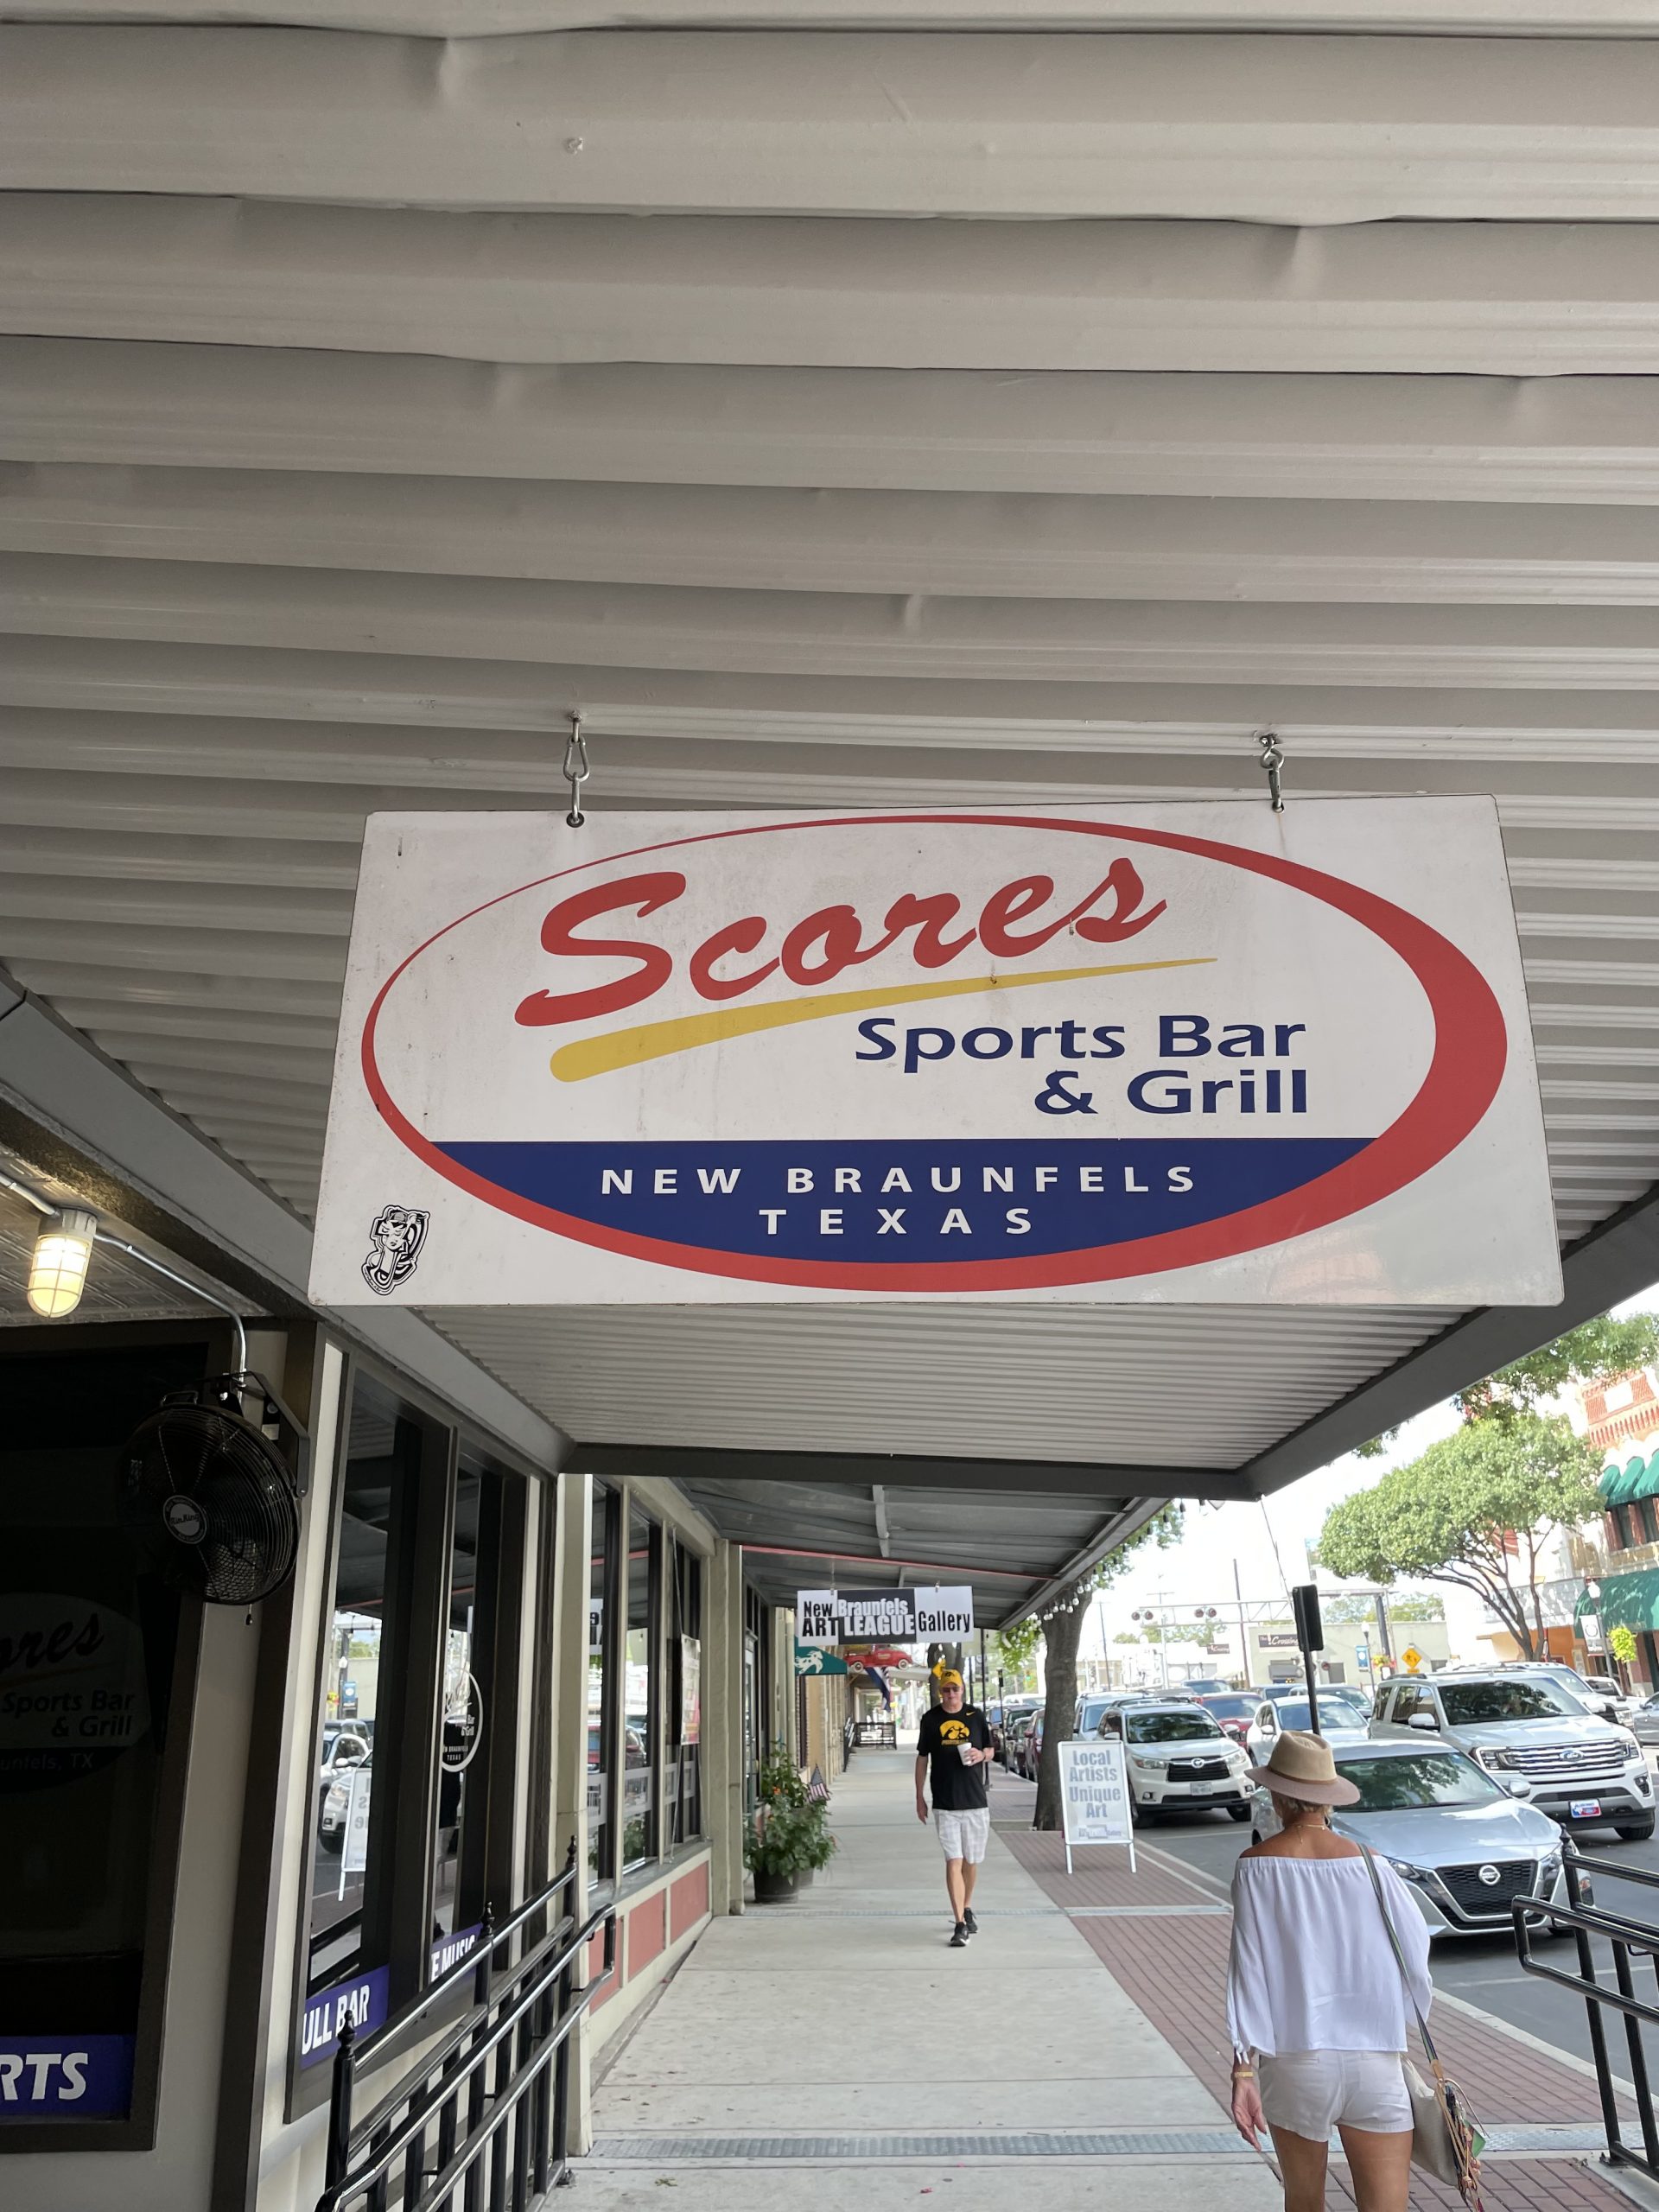 Scores
Sports Bar
& Grill
NEW BRAUNFELS
TEXAS
New Braunfels
ART LEAGUE Gallery
Local
Artists
Unique
Art
Sports Bar
& Grill
ULL BAR
E MUSIC
RTS